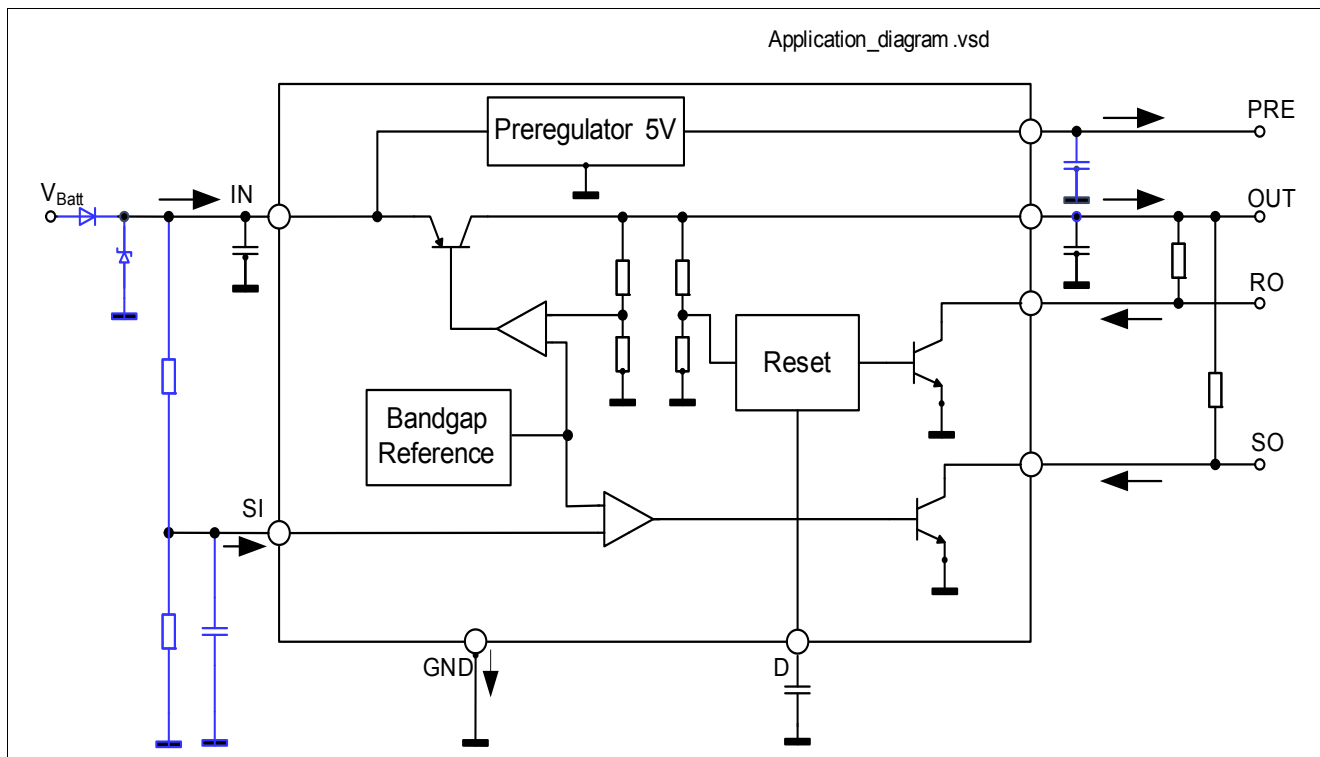 Application_diagram.vsd
PRE
Preregulator 5V
VBatt
IN
OUT
RO
Reset
Bandgap
Reference
SO
SI
GND
D